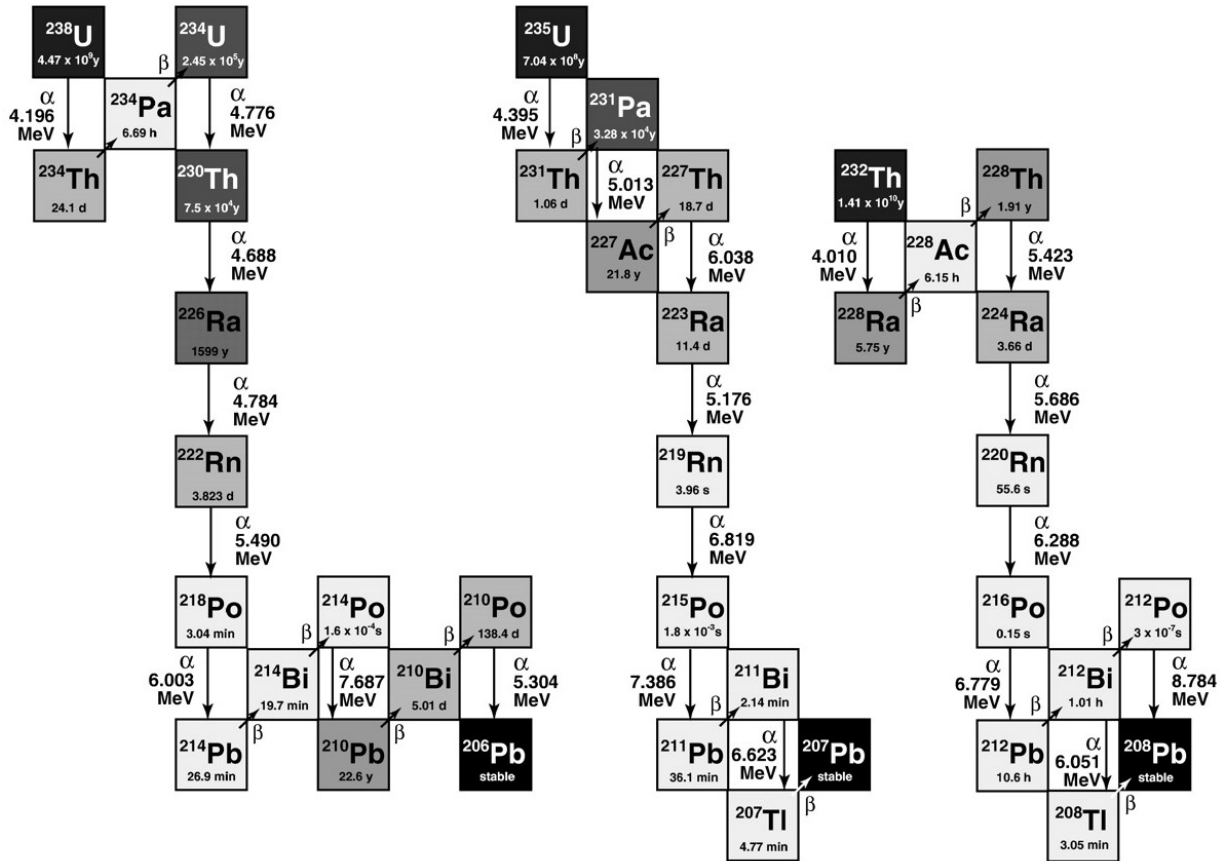 ²³⁸U
4.47 x 10⁹y
²³⁴U
2.45 x 10⁵y
β
α
4.196
MeV
²³⁴Pa
6.69 h
α
4.776
MeV
²³⁴Th
24.1 d
²³⁰Th
7.5 x 10⁴y
α
4.688
MeV
²²⁶Ra
1599 y
α
4.784
MeV
²²²Rn
3.823 d
α
5.490
MeV
²¹⁸Po
3.04 min
²¹⁴Po
1.6 x 10⁻⁴s
²¹⁰Po
138.4 d
β
β
α
6.003
MeV
²¹⁴Bi
19.7 min
α
7.687
MeV
²¹⁰Bi
5.01 d
α
5.304
MeV
²¹⁴Pb
26.9 min
β
²¹⁰Pb
22.6 y
β
²⁰⁶Pb
stable
²³⁵U
7.04 x 10⁸y
α
4.395
MeV
²³¹Pa
3.28 x 10⁴y
β
²³¹Th
1.06 d
α
5.013
MeV
²²⁷Th
18.7 d
²²⁷Ac
21.8 y
β
α
6.038
MeV
²²³Ra
11.4 d
α
5.176
MeV
²¹⁹Rn
3.96 s
α
6.819
MeV
²¹⁵Po
1.8 x 10⁻³s
α
7.386
MeV
²¹¹Bi
2.14 min
β
²¹¹Pb
36.1 min
α
6.623
MeV
²⁰⁷Pb
stable
²⁰⁷Tl
4.77 min
β
²³²Th
1.41 x 10¹⁰y
²²⁸Th
1.91 y
β
α
4.010
MeV
²²⁸Ac
6.15 h
α
5.423
MeV
²²⁸Ra
5.75 y
β
²²⁴Ra
3.66 d
α
5.686
MeV
²²⁰Rn
55.6 s
α
6.288
MeV
²¹⁶Po
0.15 s
²¹²Po
3 x 10⁻⁷s
β
α
6.779
MeV
²¹²Bi
1.01 h
α
8.784
MeV
²¹²Pb
10.6 h
β
α
6.051
MeV
²⁰⁸Pb
stable
²⁰⁸Tl
3.05 min
β